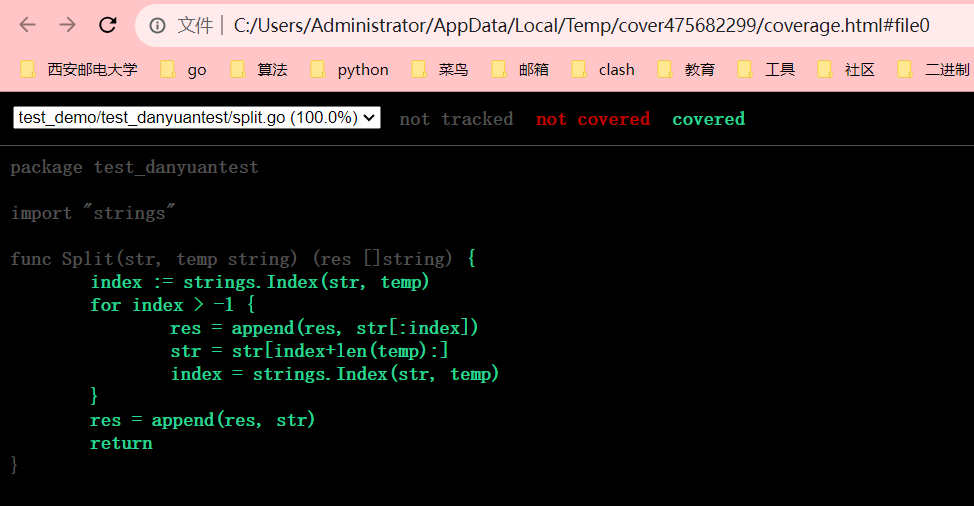 文件 C:/Users/Administrator/AppData/Local/Temp/cover475682299/coverage.html#file0
西安邮电大学 go 算法 python 菜鸟 邮箱 clash 教育 工具 社区 二进制
test_demo/test_danyuantest/split.go (100.0%) not tracked not covered covered
package test_danyuantest
import "strings"
func Split(str, temp string) (res []string) {
index := strings.Index(str, temp)
for index > -1 {
res = append(res, str[:index])
str = str[index+len(temp):]
index = strings.Index(str, temp)
}
res = append(res, str)
return
}